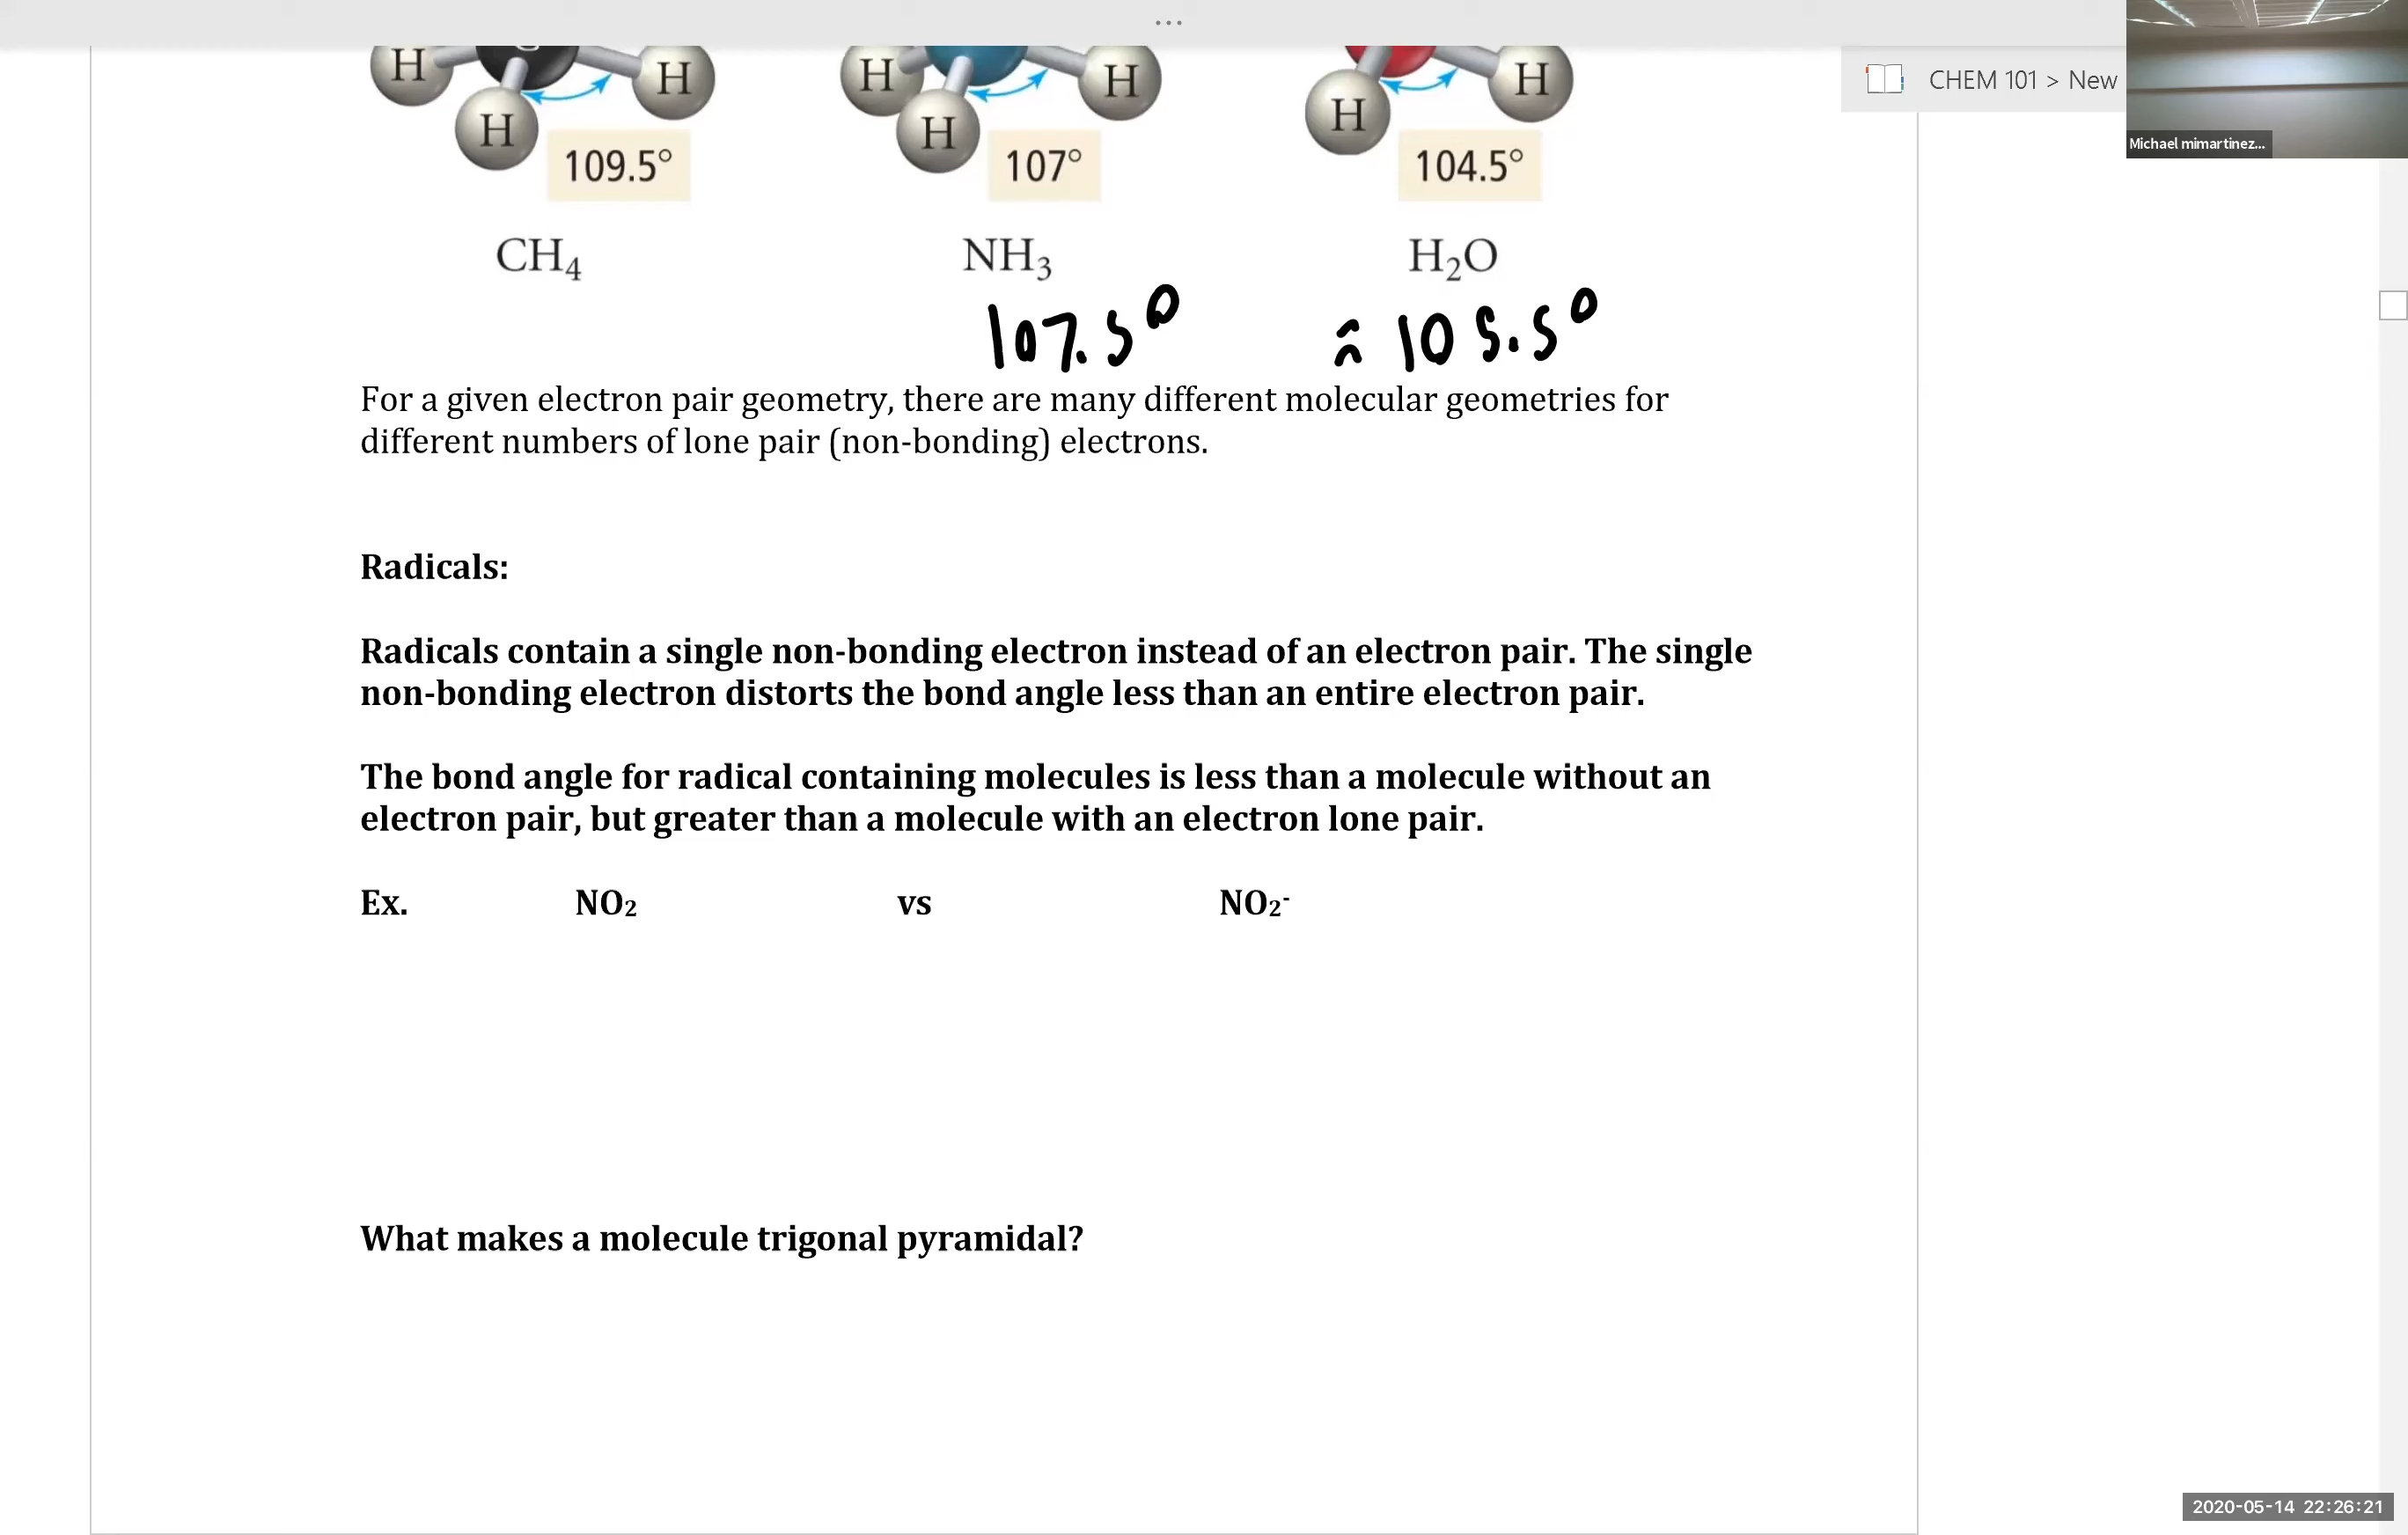 ...
CHEM 101 > New
Michael mimartinez...
H C H H H H H H
H H H
109.5° 107° 104.5°
CH₄ NH₃ H₂O
107.5° ≈ 105.5°
For a given electron pair geometry, there are many different molecular geometries for
different numbers of lone pair (non-bonding) electrons.
Radicals:
Radicals contain a single non-bonding electron instead of an electron pair. The single
non-bonding electron distorts the bond angle less than an entire electron pair.
The bond angle for radical containing molecules is less than a molecule without an
electron pair, but greater than a molecule with an electron lone pair.
Ex. NO₂ vs NO₂⁻
What makes a molecule trigonal pyramidal?
2020-05-14 22:26:21